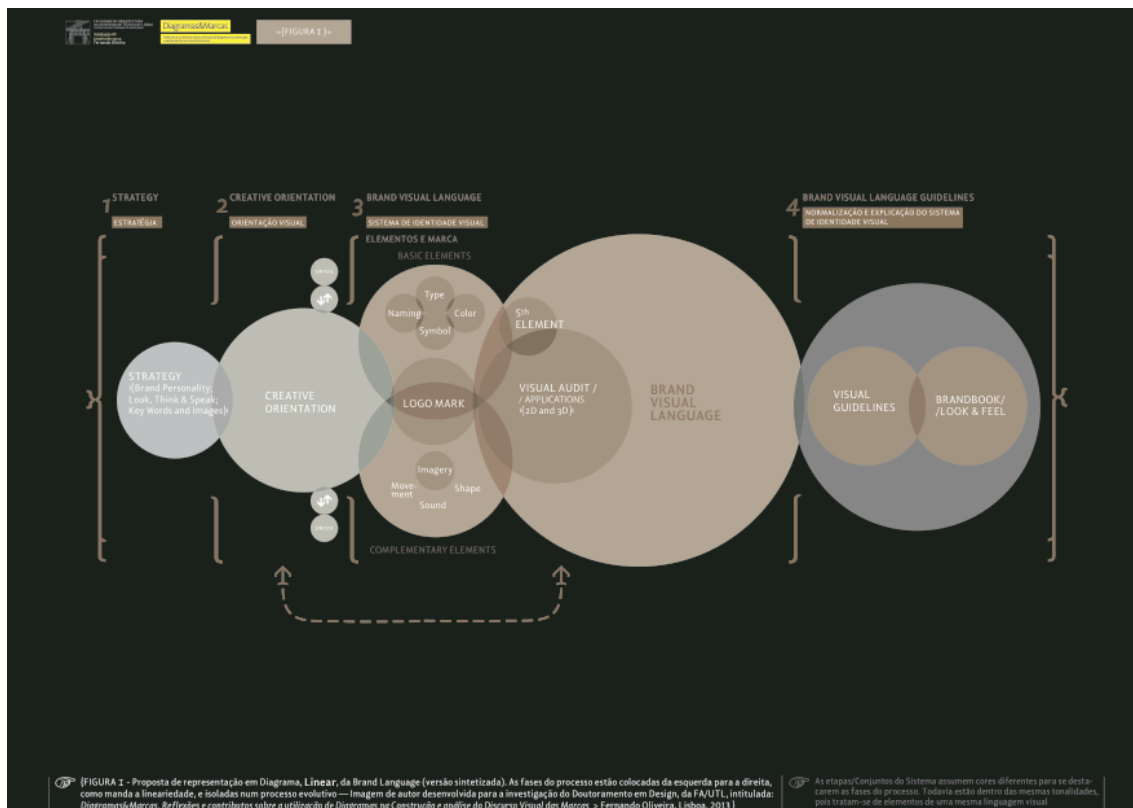 Diagramas&Marcas
→{FIGURA I}←
1 STRATEGY
ESTRATÉGIA
2 CREATIVE ORIENTATION
ORIENTAÇÃO VISUAL
3 BRAND VISUAL LANGUAGE
SISTEMA DE IDENTIDADE VISUAL
ELEMENTOS E MARCA
BASIC ELEMENTS
4 BRAND VISUAL LANGUAGE GUIDELINES
NORMALIZAÇÃO E EXPLICAÇÃO DO SISTEMA
DE IDENTIDADE VISUAL
Type
Naming
Color
Symbol
5th
ELEMENT
STRATEGY
{Brand Personality;
Look, Think & Speak;
Key Words and Images}
CREATIVE
ORIENTATION
LOGO MARK
VISUAL AUDIT /
/ APPLICATIONS
{2D and 3D}
BRAND
VISUAL
LANGUAGE
VISUAL
GUIDELINES
BRANDBOOK/
/LOOK & FEEL
Imagery
Move-
ment
Shape
Sound
COMPLEMENTARY ELEMENTS
{FIGURA I - Proposta de representação em Diagrama, Linear, da Brand Language (versão sintetizada). As fases do processo estão colocadas da esquerda para a direita,
como manda a lineariedade, e isoladas num processo evolutivo — Imagem de autor desenvolvida para a investigação do Doutoramento em Design, da FA/UTL, intitulada:
Diagramas&Marcas. Reflexões e contributos sobre a utilização de Diagramas na Construção e análise do Discurso Visual das Marcas. > Fernando Oliveira. Lisboa, 2013]
As etapas/Conjuntos do Sistema assumem cores diferentes para se desta-
carem as fases do processo. Todavia estão dentro das mesmas tonalidades,
pois tratam-se de elementos de uma mesma linguagem visual